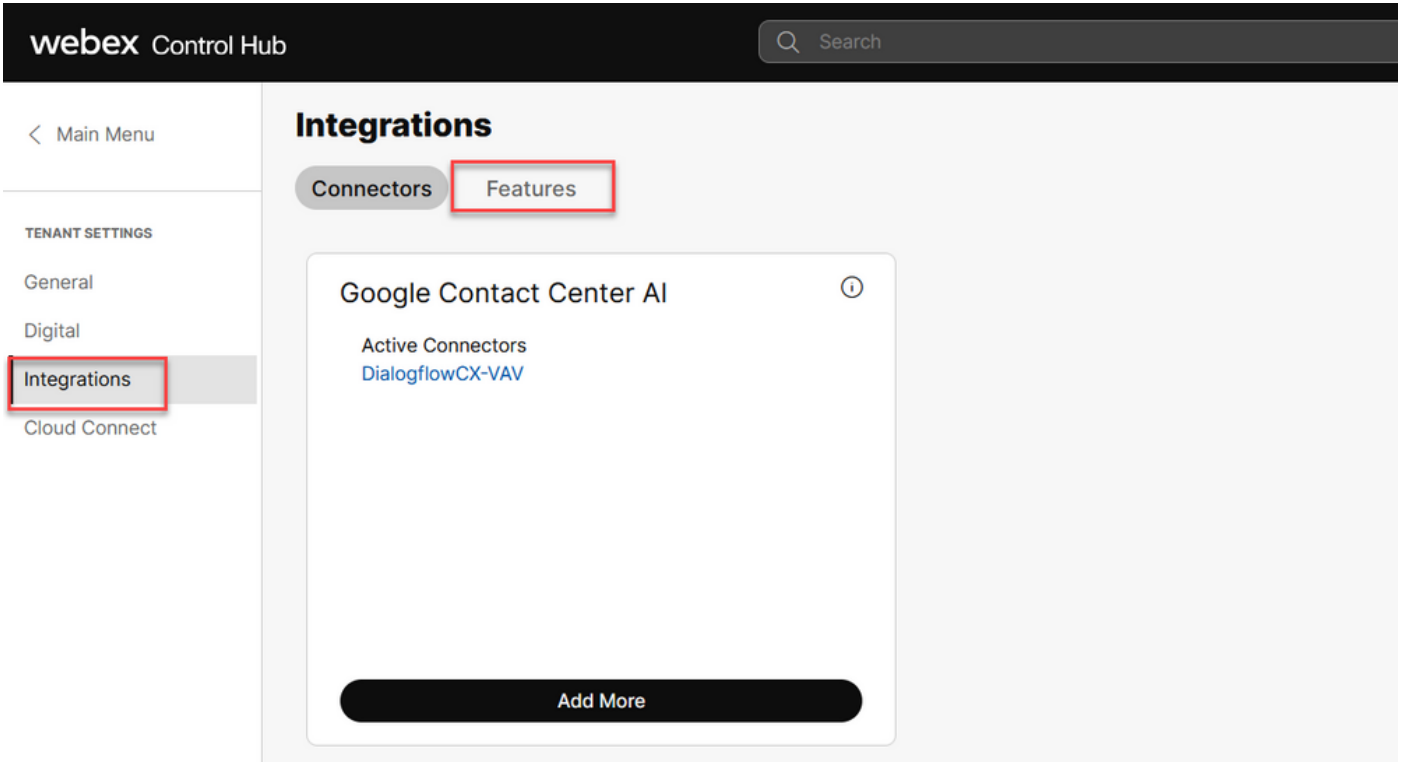 webex Control Hub
Search
Main Menu
TENANT SETTINGS
General
Digital
Integrations
Cloud Connect
Integrations
Connectors
Features
Google Contact Center AI
Active Connectors
DialogflowCX-VAV
Add More